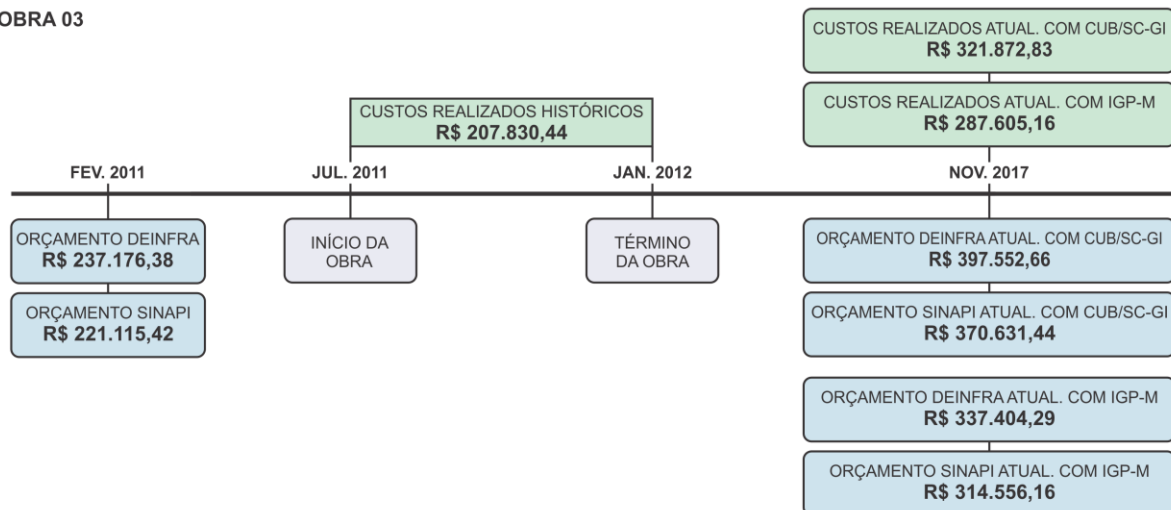 OBRA 03
CUSTOS REALIZADOS ATUAL. COM CUB/SC-GI
R$ 321.872,83
CUSTOS REALIZADOS ATUAL. COM IGP-M
R$ 287.605,16
CUSTOS REALIZADOS HISTÓRICOS
R$ 207.830,44
FEV. 2011
JUL. 2011
JAN. 2012
NOV. 2017
ORÇAMENTO DEINFRA
R$ 237.176,38
ORÇAMENTO SINAPI
R$ 221.115,42
INÍCIO DA
OBRA
TÉRMINO
DA OBRA
ORÇAMENTO DEINFRA ATUAL. COM CUB/SC-GI
R$ 397.552,66
ORÇAMENTO SINAPI ATUAL. COM CUB/SC-GI
R$ 370.631,44
ORÇAMENTO DEINFRA ATUAL. COM IGP-M
R$ 337.404,29
ORÇAMENTO SINAPI ATUAL. COM IGP-M
R$ 314.556,16